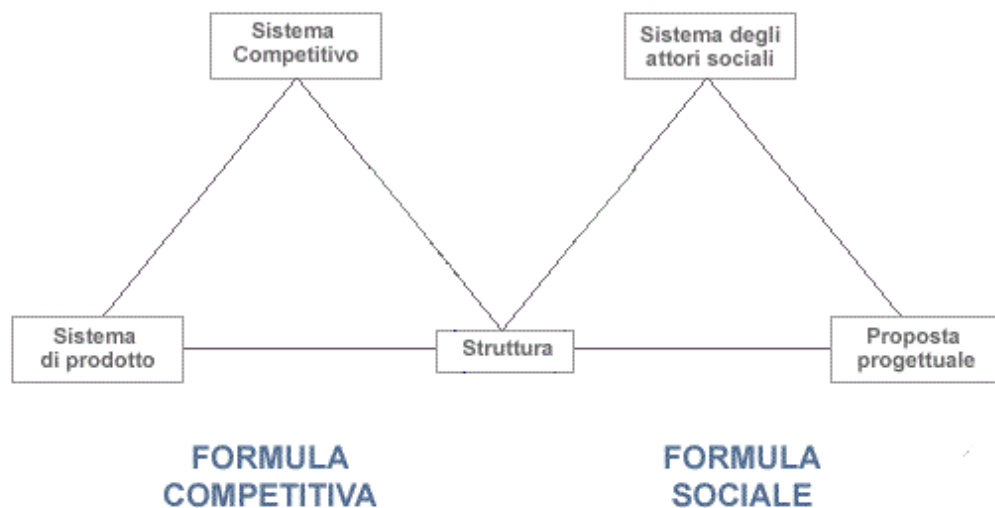 Sistema
Competitivo
Sistema degli
attori sociali
Sistema
di prodotto
Struttura
Proposta
progettuale
FORMULA
COMPETITIVA
FORMULA
SOCIALE